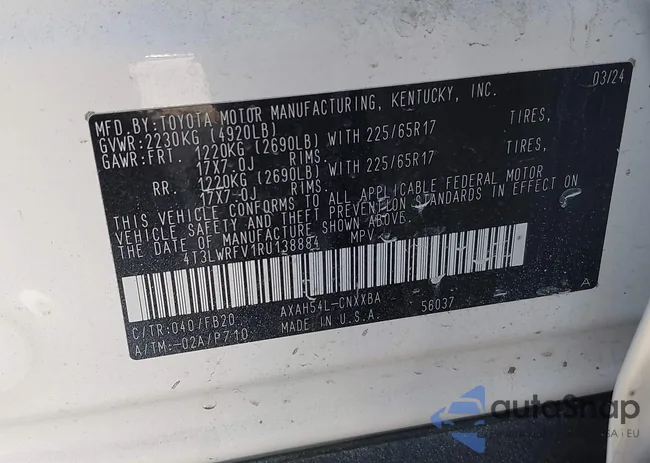 03/24
MFD.BY:TOYOTA MOTOR MANUFACTURING, KENTUCKY, INC.
GVWR:2230KG (4920LB)
GAWR:FRT. 1220KG (2690LB) WITH 225/65R17 TIRES,
17X7.0J RIMS.
RR. 1220KG (2690LB) WITH 225/65R17 TIRES,
17X7.0J RIMS.
THIS VEHICLE CONFORMS TO ALL APPLICABLE FEDERAL MOTOR
VEHICLE SAFETY AND THEFT PREVENTION STANDARDS IN EFFECT ON
THE DATE OF MANUFACTURE SHOWN ABOVE.
4T3LWRFV1RU138884 MPV
C/TR:040/FB20 AXAH54L-CNXXBA A
A/TM:-02A/P710 MADE IN U.S.A. 56037
autoSnap
USA | EU